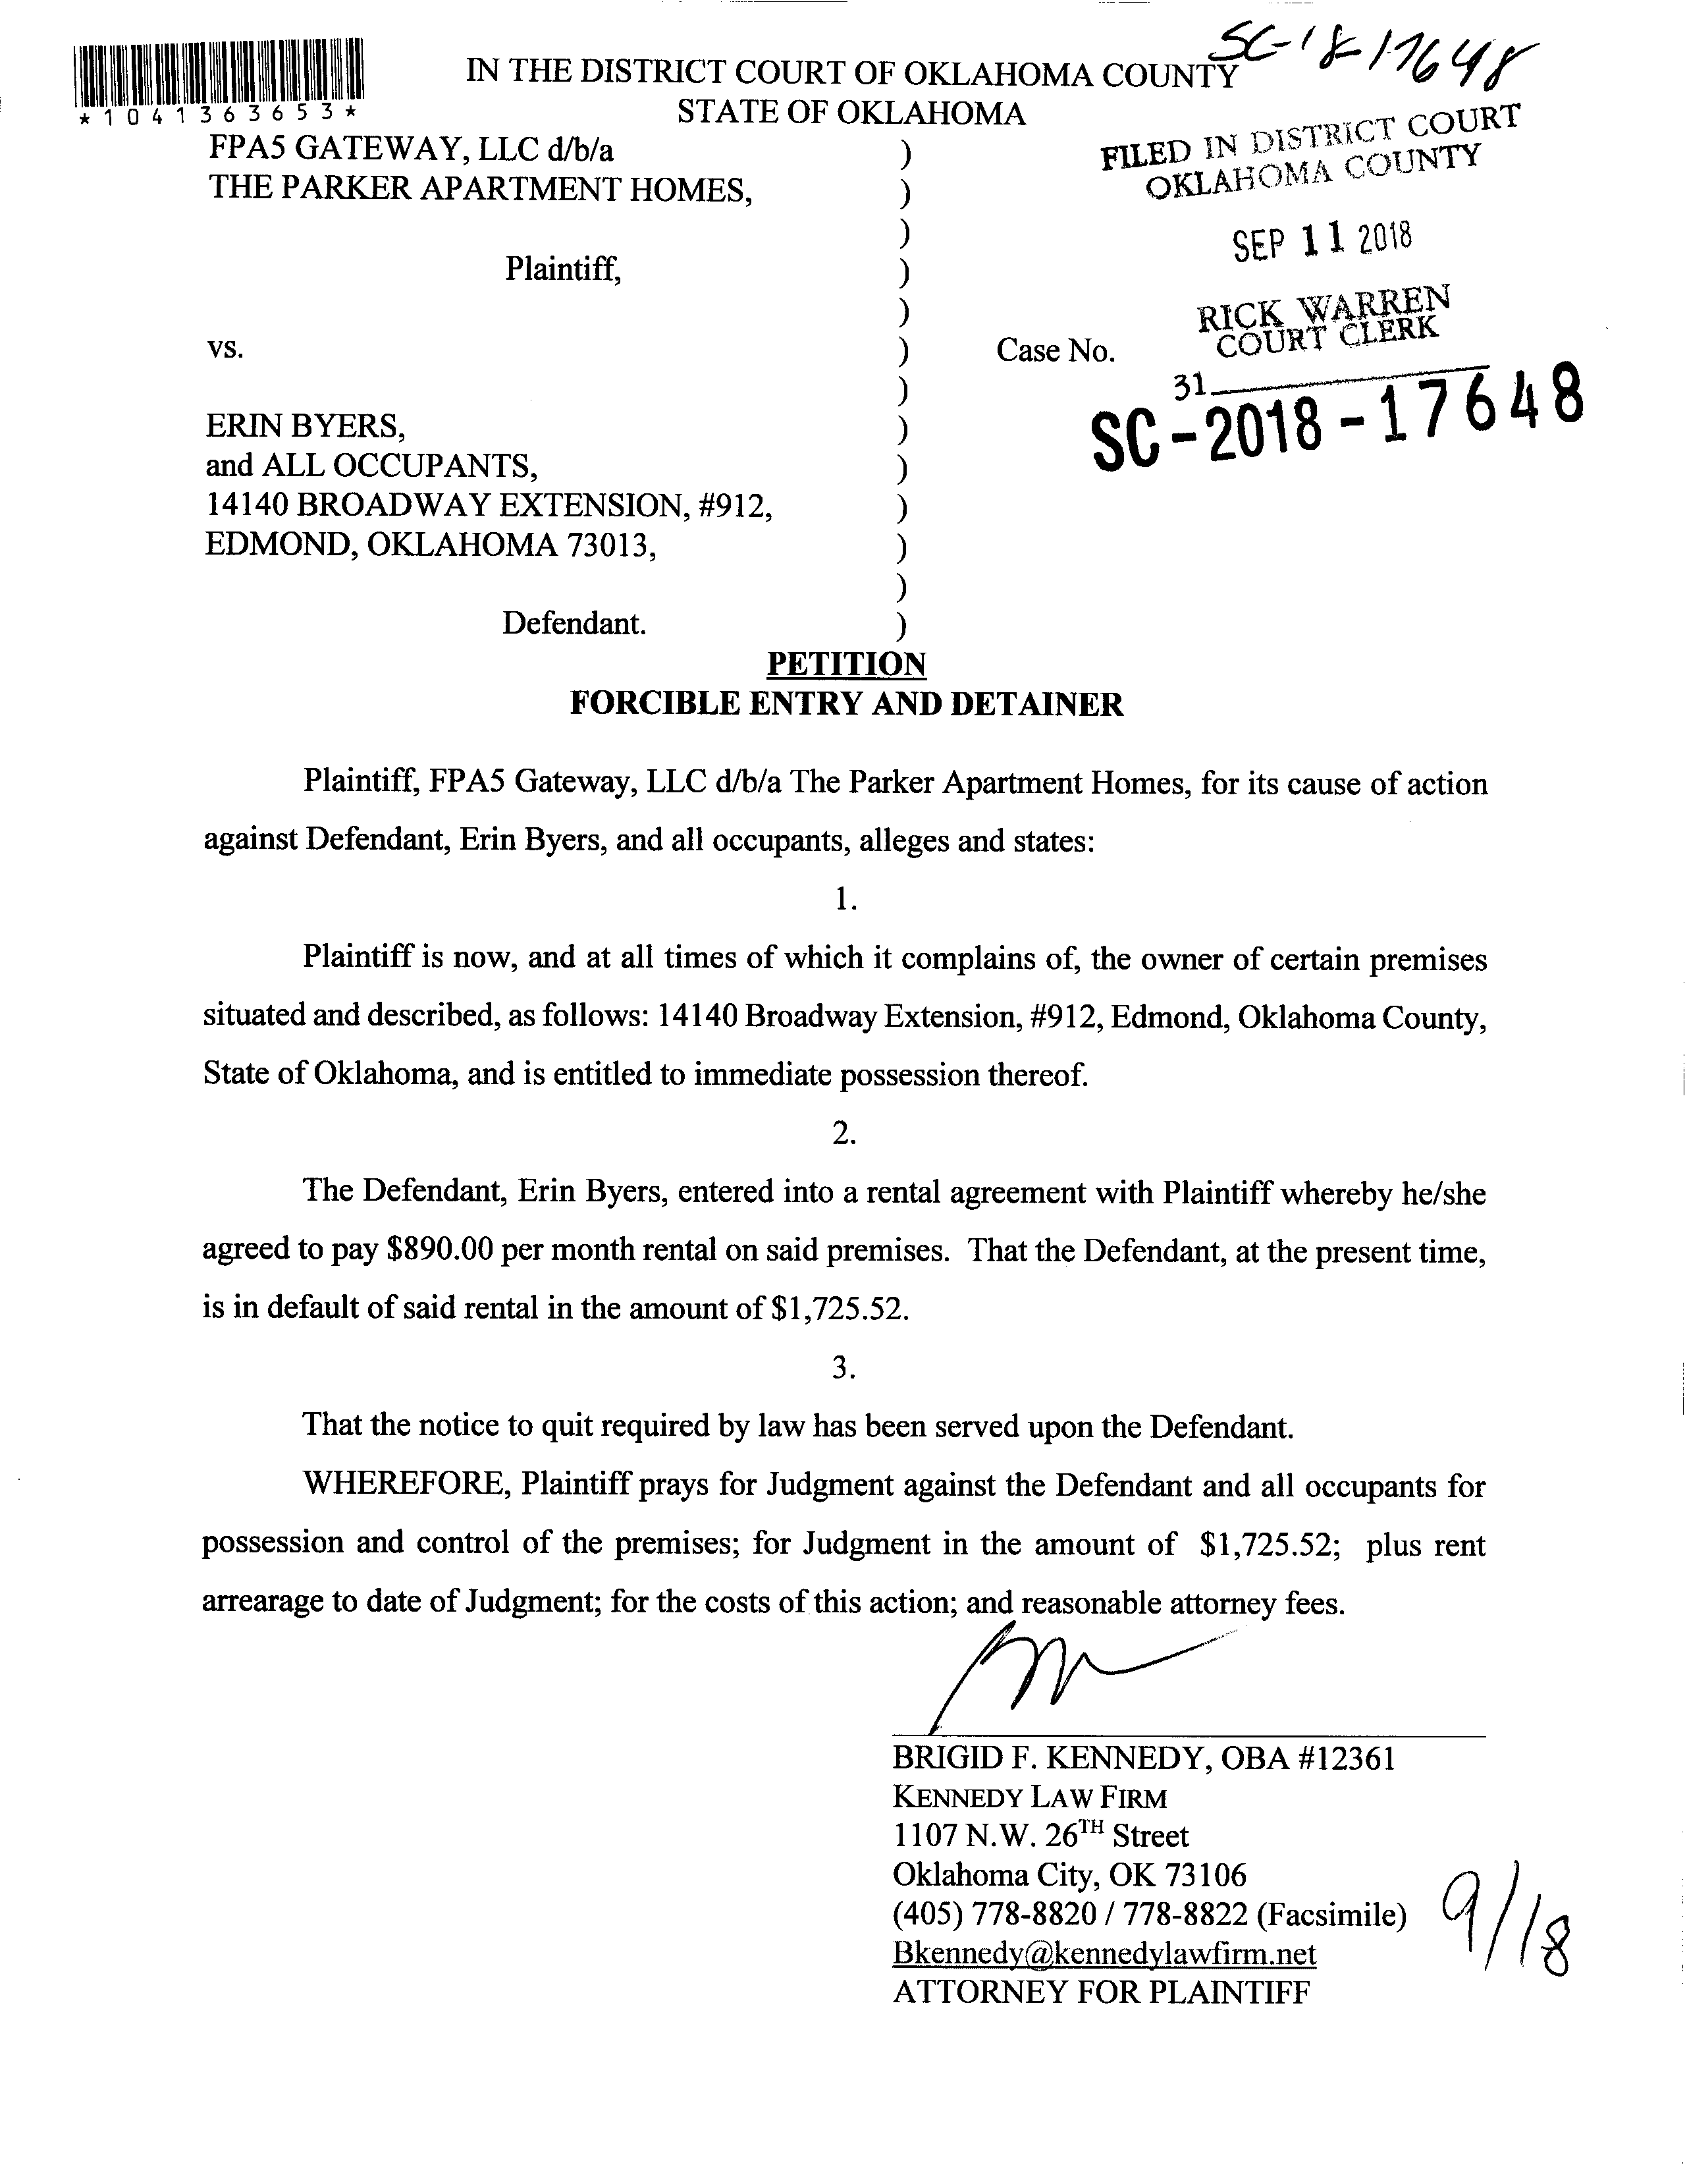 SC-18-17648
IN THE DISTRICT COURT OF OKLAHOMA COUNTY
STATE OF OKLAHOMA
*1041363653*
FPA5 GATEWAY, LLC d/b/a )
THE PARKER APARTMENT HOMES, )
)
Plaintiff, )
)
vs. ) Case No.
)
ERIN BYERS, )
and ALL OCCUPANTS, )
14140 BROADWAY EXTENSION, #912, )
EDMOND, OKLAHOMA 73013, )
)
Defendant. )
FILED IN DISTRICT COURT
OKLAHOMA COUNTY
SEP 11 2018
RICK WARREN
COURT CLERK
31
SC-2018-17648
PETITION
FORCIBLE ENTRY AND DETAINER
Plaintiff, FPA5 Gateway, LLC d/b/a The Parker Apartment Homes, for its cause of action
against Defendant, Erin Byers, and all occupants, alleges and states:
1.
Plaintiff is now, and at all times of which it complains of, the owner of certain premises
situated and described, as follows: 14140 Broadway Extension, #912, Edmond, Oklahoma County,
State of Oklahoma, and is entitled to immediate possession thereof.
2.
The Defendant, Erin Byers, entered into a rental agreement with Plaintiff whereby he/she
agreed to pay $890.00 per month rental on said premises. That the Defendant, at the present time,
is in default of said rental in the amount of $1,725.52.
3.
That the notice to quit required by law has been served upon the Defendant.
WHEREFORE, Plaintiff prays for Judgment against the Defendant and all occupants for
possession and control of the premises; for Judgment in the amount of $1,725.52; plus rent
arrearage to date of Judgment; for the costs of this action; and reasonable attorney fees.
BRIGID F. KENNEDY, OBA #12361
KENNEDY LAW FIRM
1107 N.W. 26TH Street
Oklahoma City, OK 73106
(405) 778-8820 / 778-8822 (Facsimile)
Bkennedy@kennedylawfirm.net
ATTORNEY FOR PLAINTIFF
9/18